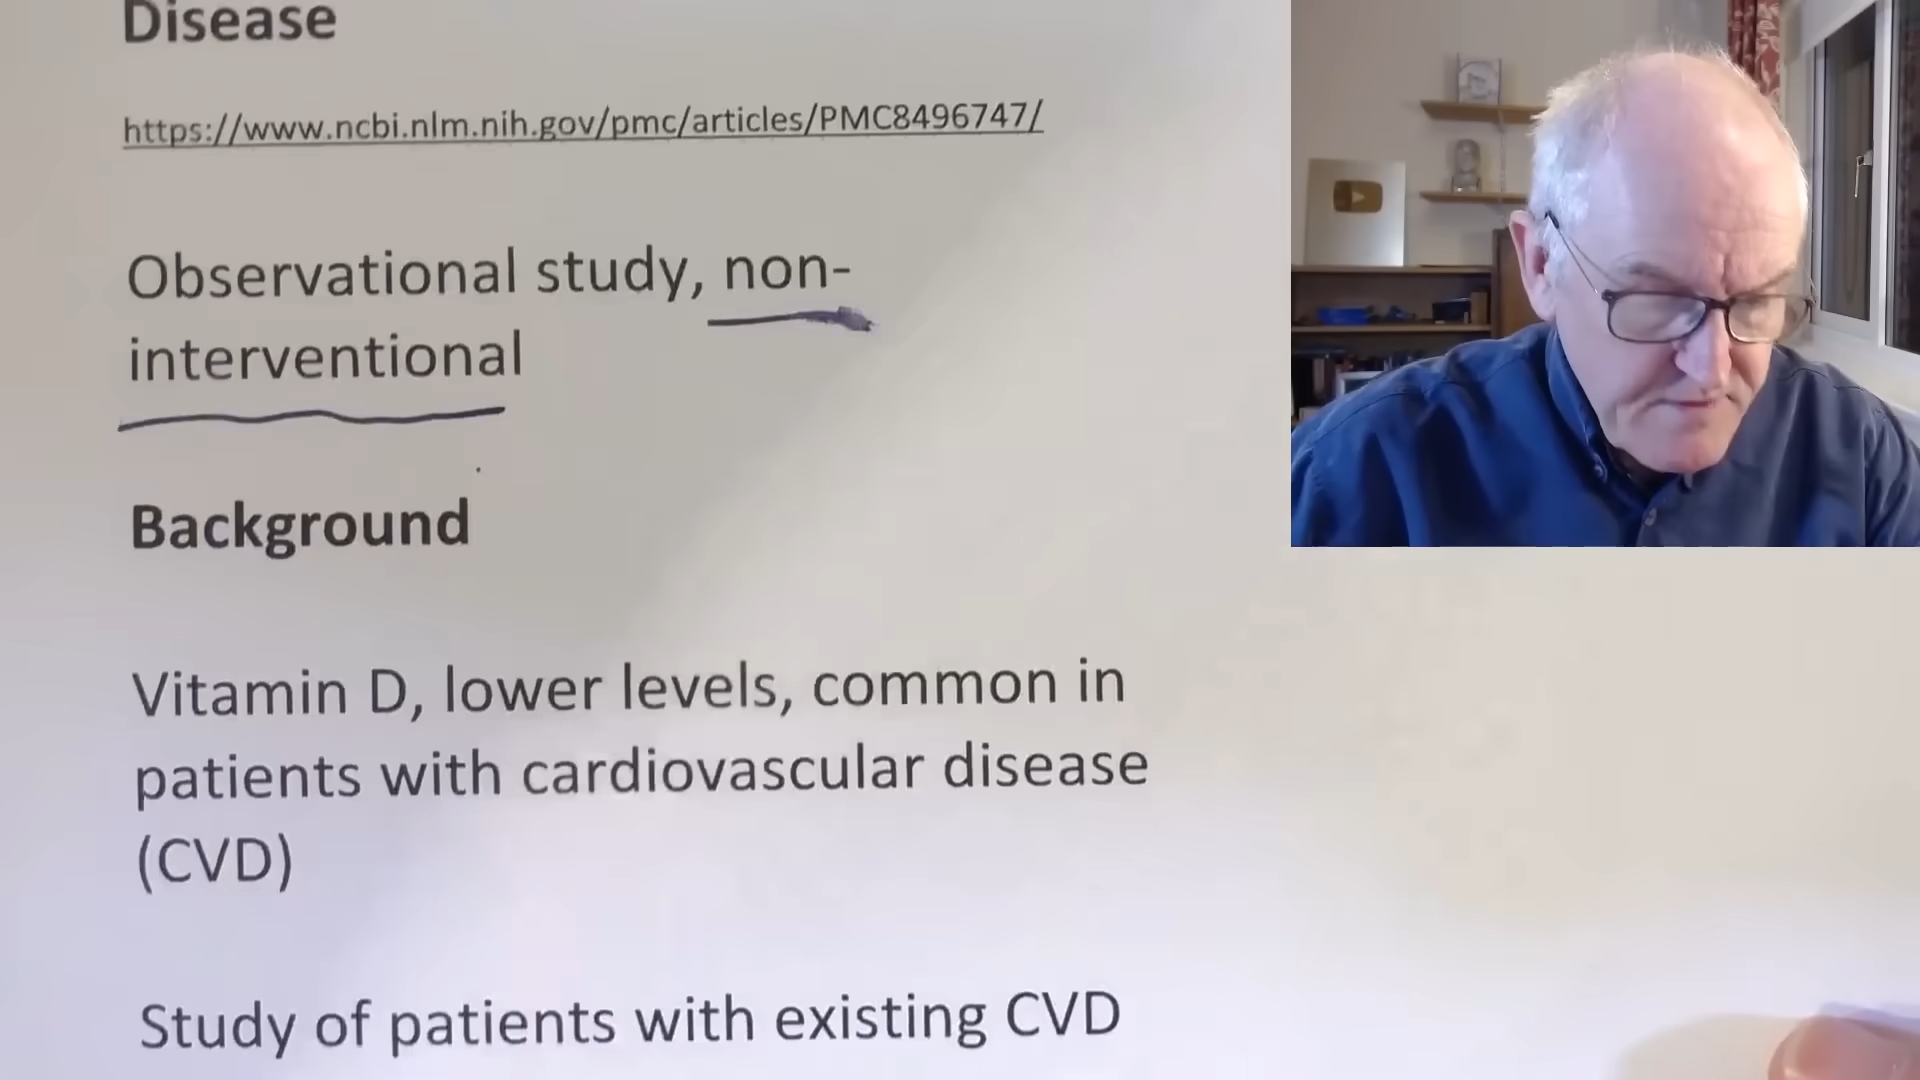 Disease
https://www.ncbi.nlm.nih.gov/pmc/articles/PMC8496747/
Observational study, non-
interventional
Background
Vitamin D, lower levels, common in
patients with cardiovascular disease
(CVD)
Study of patients with existing CVD